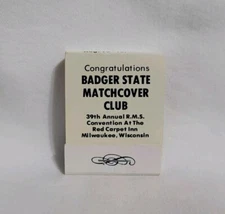 Congratulations
BADGER STATE
MATCHCOVER
CLUB
39th Annual R.M.S.
Convention At The
Red Carpet Inn
Milwaukee, Wisconsin